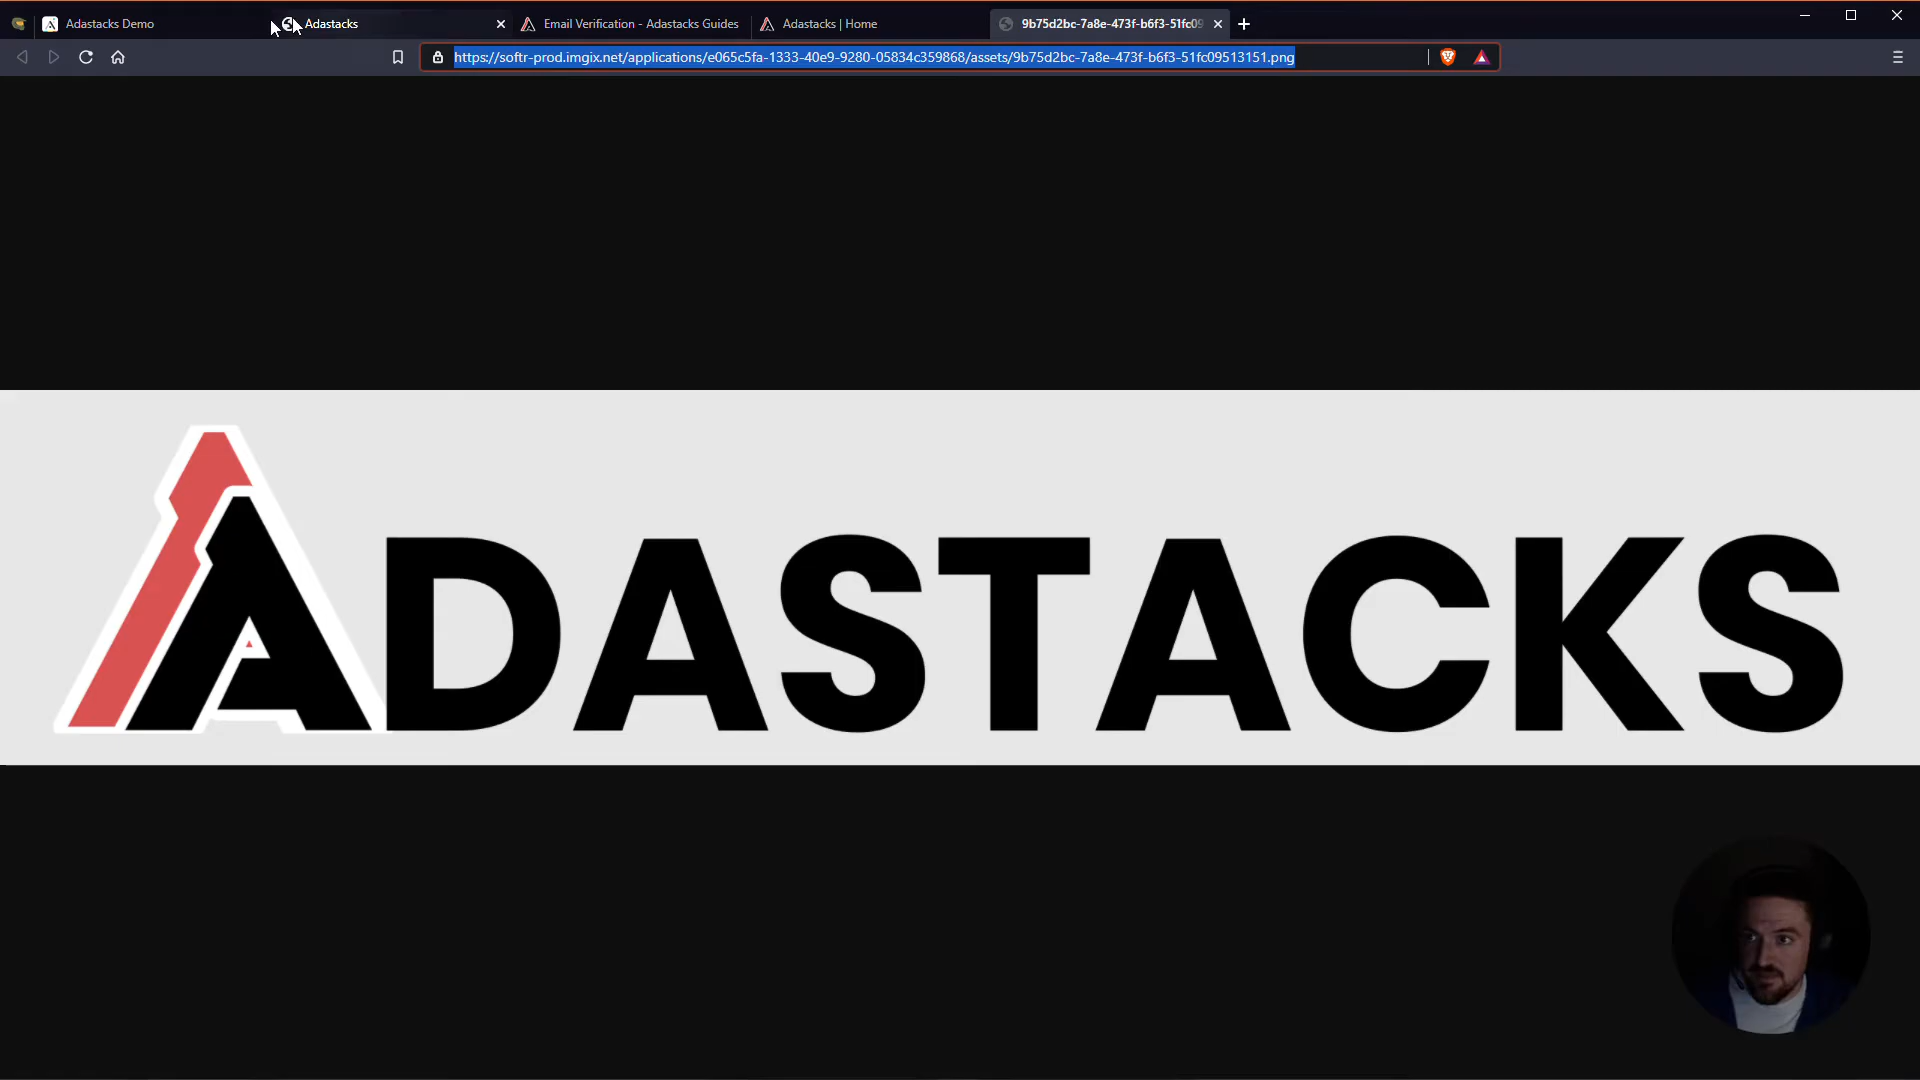 Adastacks Demo
Adastacks
Email Verification - Adastacks Guides
Adastacks | Home
9b75d2bc-7a8e-473f-b6f3-51fc09
https://softr-prod.imgix.net/applications/e065c5fa-1333-40e9-9280-05834c359868/assets/9b75d2bc-7a8e-473f-b6f3-51fc09513151.png
ADASTACKS